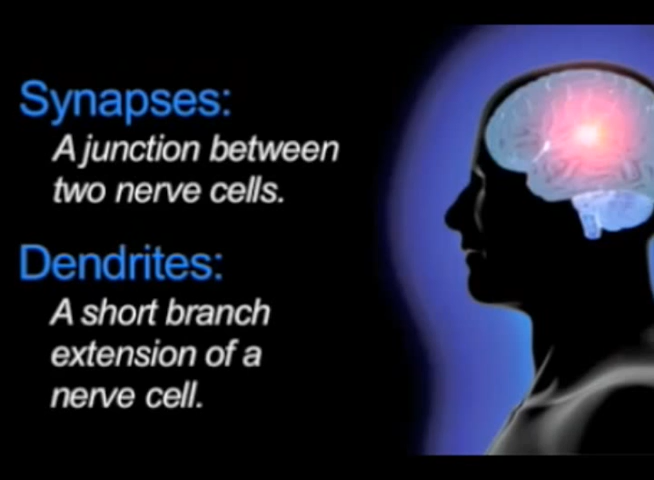 Synapses:
A junction between
two nerve cells.
Dendrites:
A short branch
extension of a
nerve cell.